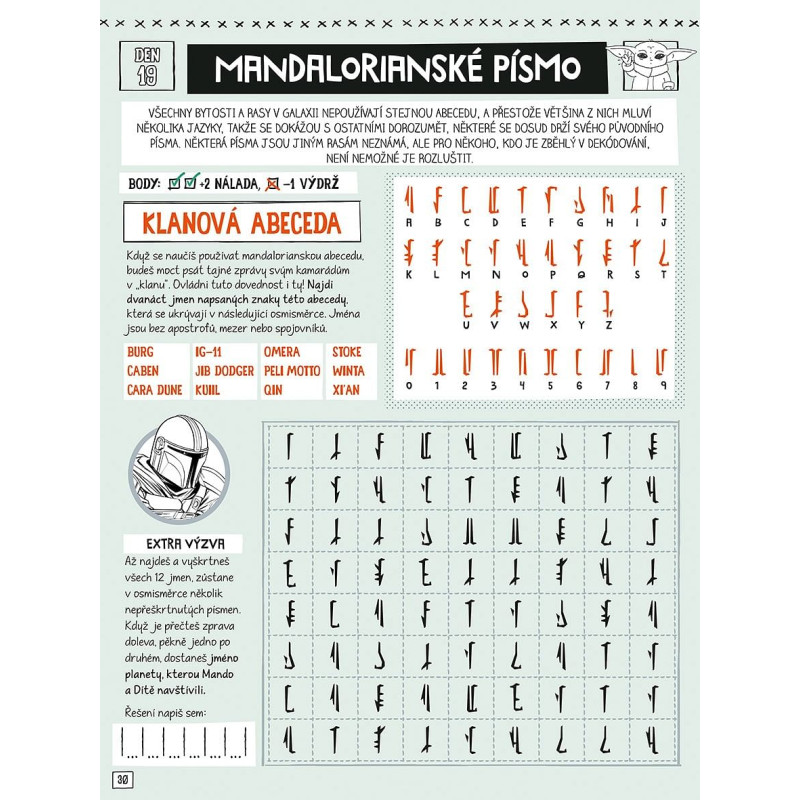 DEN
19
MANDALORIANSKÉ PÍSMO
VŠECHNY BYTOSTI A RASY V GALAXII NEPOUŽÍVAJÍ STEJNOU ABECEDU, A PŘESTOŽE VĚTŠINA Z NICH MLUVÍ
NĚKOLIKA JAZYKY, TAKŽE SE DOKÁŽOU S OSTATNÍMI DOROZUMĚT, NĚKTERÉ SE DOSUD DRŽÍ SVÉHO PŮVODNÍHO
PÍSMA. NĚKTERÁ PÍSMA JSOU JINÝM RASÁM NEZNÁMÁ, ALE PRO NĚKOHO, KDO JE ZBĚHLÝ V DEKÓDOVÁNÍ,
NENÍ NEMOŽNÉ JE ROZLUŠTIT.
BODY: +2 NÁLADA, –1 VÝDRŽ
KLANOVÁ ABECEDA
Když se naučíš používat mandalorianskou abecedu,
budeš moct psát tajné zprávy svým kamarádům
v „klanu“. Ovládni tuto dovednost i ty! Najdi
dvanáct jmen napsaných znaky této abecedy,
která se ukrývají v následující osmisměrce. Jména
jsou bez apostrofů, mezer nebo spojovníků.
BURG IG-11 OMERA STOKE
CABEN JIB DODGER PELI MOTTO WINTA
CARA DUNE KUIIL QIN XI'AN
A B C D E F G H I J
K L M N O P Q R S T
U V W X Y Z
0 1 2 3 4 5 6 7 8 9
EXTRA VÝZVA
Až najdeš a vyškrtneš
všech 12 jmen, zůstane
v osmisměrce několik
nepřeškrtnutých písmen.
Když je přečteš zprava
doleva, pěkně jedno po
druhém, dostaneš jméno
planety, kterou Mando
a Dítě navštívili.
Řešení napiš sem:
30